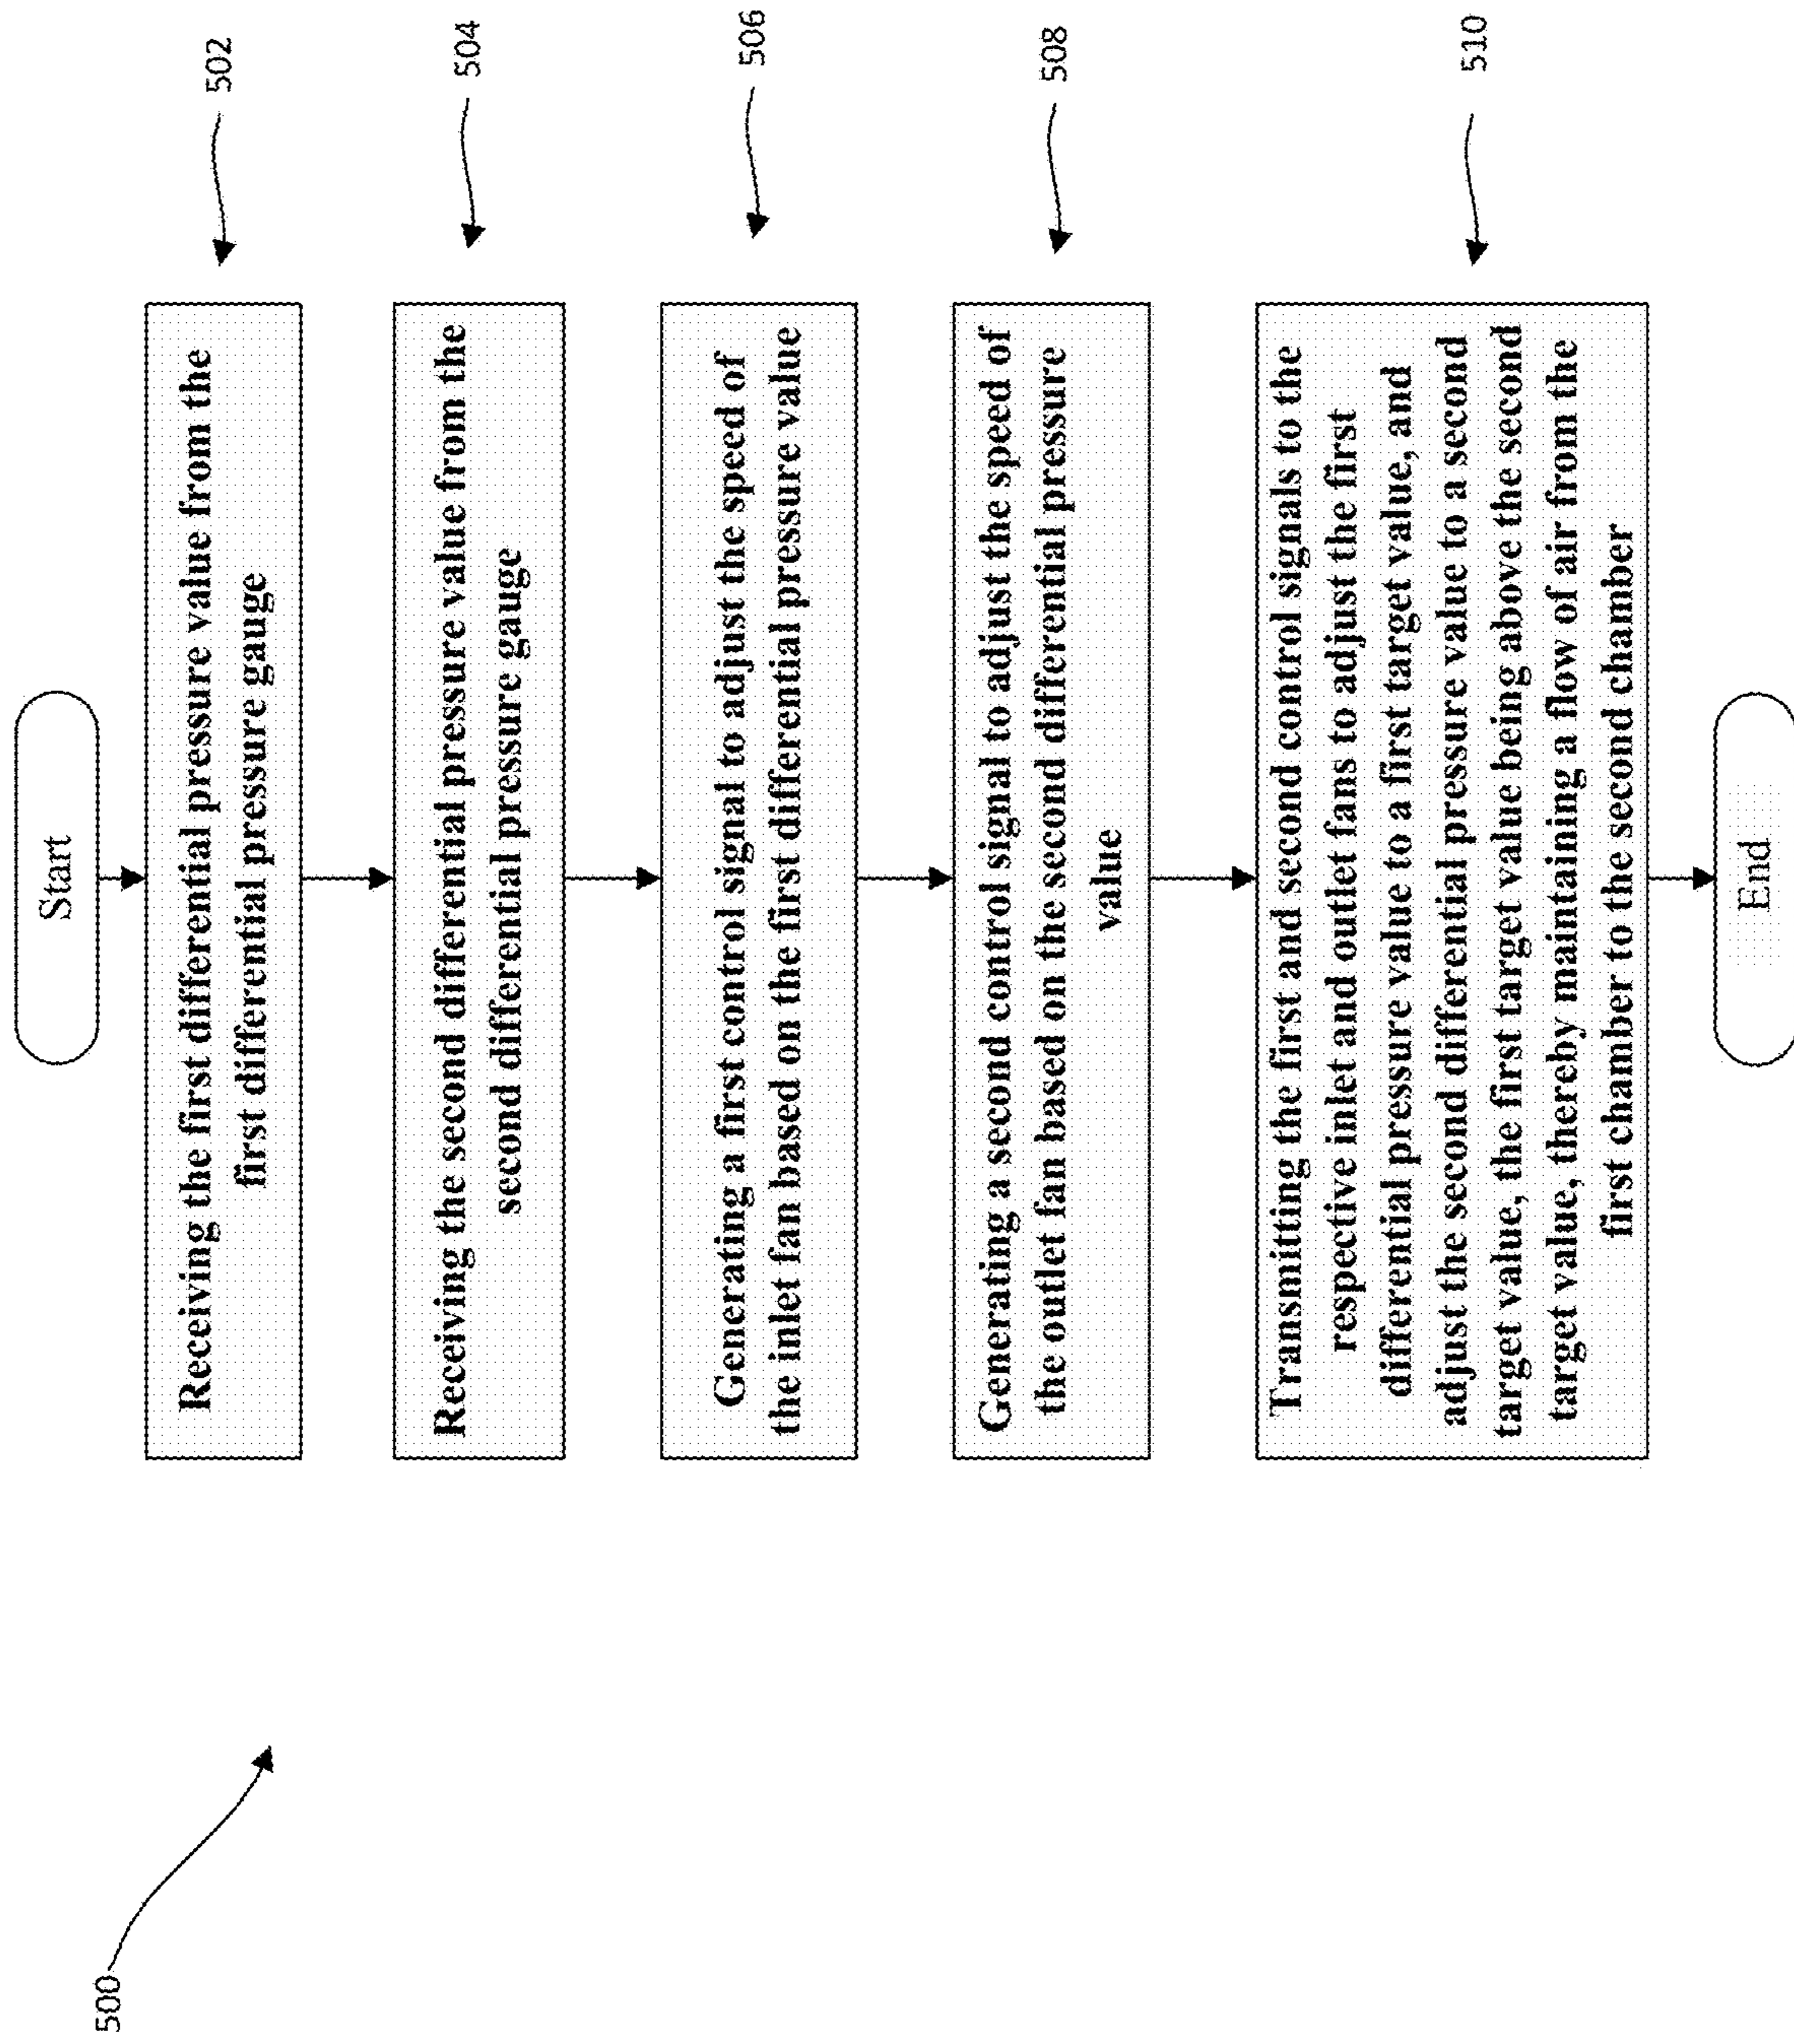 500
Start
Receiving the first differential pressure value from the
first differential pressure gauge
502
Receiving the second differential pressure value from the
second differential pressure gauge
504
Generating a first control signal to adjust the speed of
the inlet fan based on the first differential pressure value
506
Generating a second control signal to adjust the speed of
the outlet fan based on the second different pressure
value
508
Transmitting the first and second control signals to the
respective inlet and outlet fans to adjust the first
differential pressure value to a first target value, and
adjust the second differential pressure value to a second
target value, the first target value being above the second
target value, thereby maintaining a flow of air from the
first chamber to the second chamber
510
End